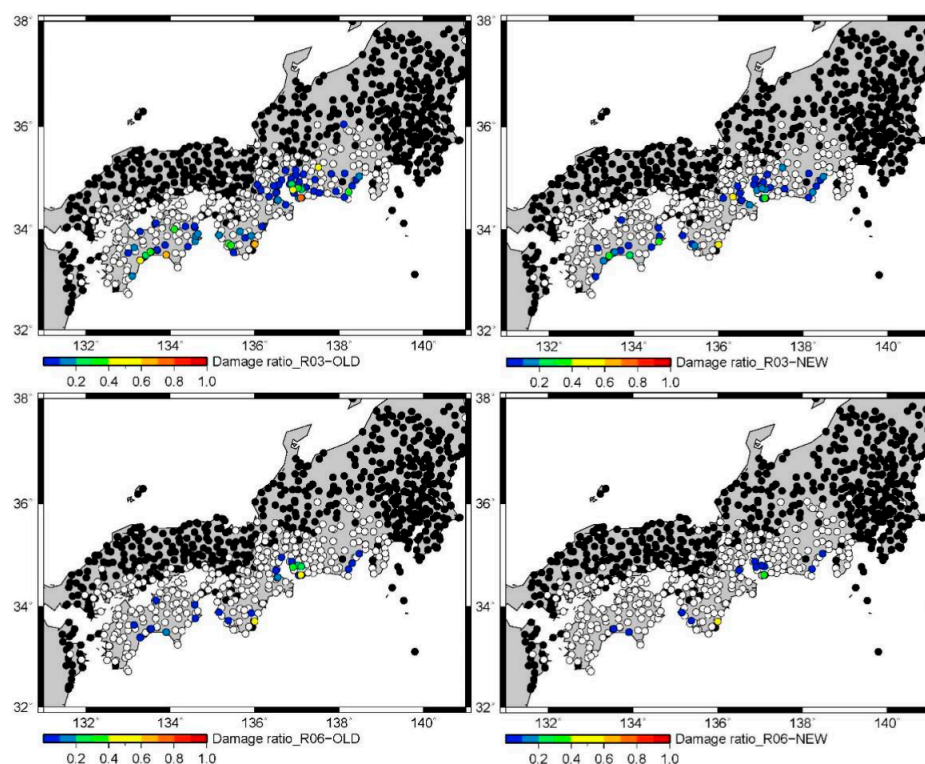 38°
36°
34°
32°
132 134 136 138 140
Damage ratio_R03-OLD
0.2 0.4 0.6 0.8 1.0
38°
36°
34°
32°
132 134 136 138 140
Damage ratio_R03-NEW
0.2 0.4 0.6 0.8 1.0
38°
36°
34°
32°
132 134 136 138 140
Damage ratio_R06-OLD
0.2 0.4 0.6 0.8 1.0
38°
36°
34°
32°
132 134 136 138 140
Damage ratio_R06-NEW
0.2 0.4 0.6 0.8 1.0